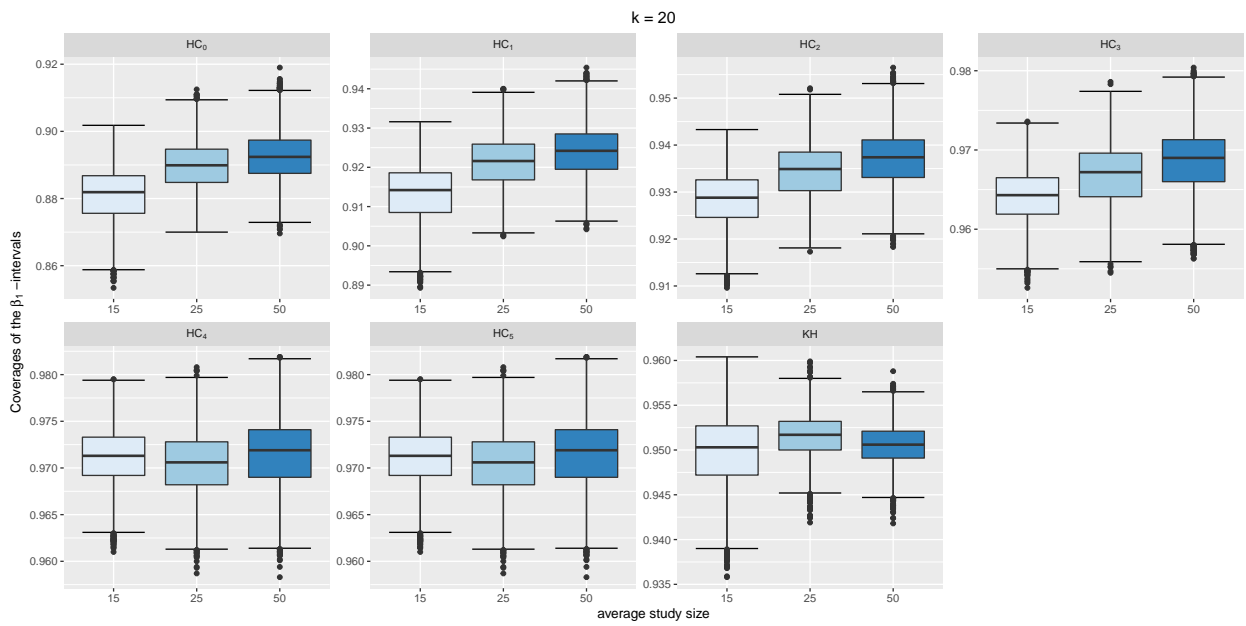 k = 20
Coverages of the β₁ −intervals
HC₀
0.92
0.90
0.88
0.86
15 25 50
HC₁
0.94
0.93
0.92
0.91
0.90
0.89
15 25 50
HC₂
0.95
0.94
0.93
0.92
0.91
15 25 50
HC₃
0.98
0.97
0.96
15 25 50
HC₄
0.980
0.975
0.970
0.965
0.960
15 25 50
HC₅
0.980
0.975
0.970
0.965
0.960
15 25 50
KH
0.960
0.955
0.950
0.945
0.940
0.935
15 25 50
average study size